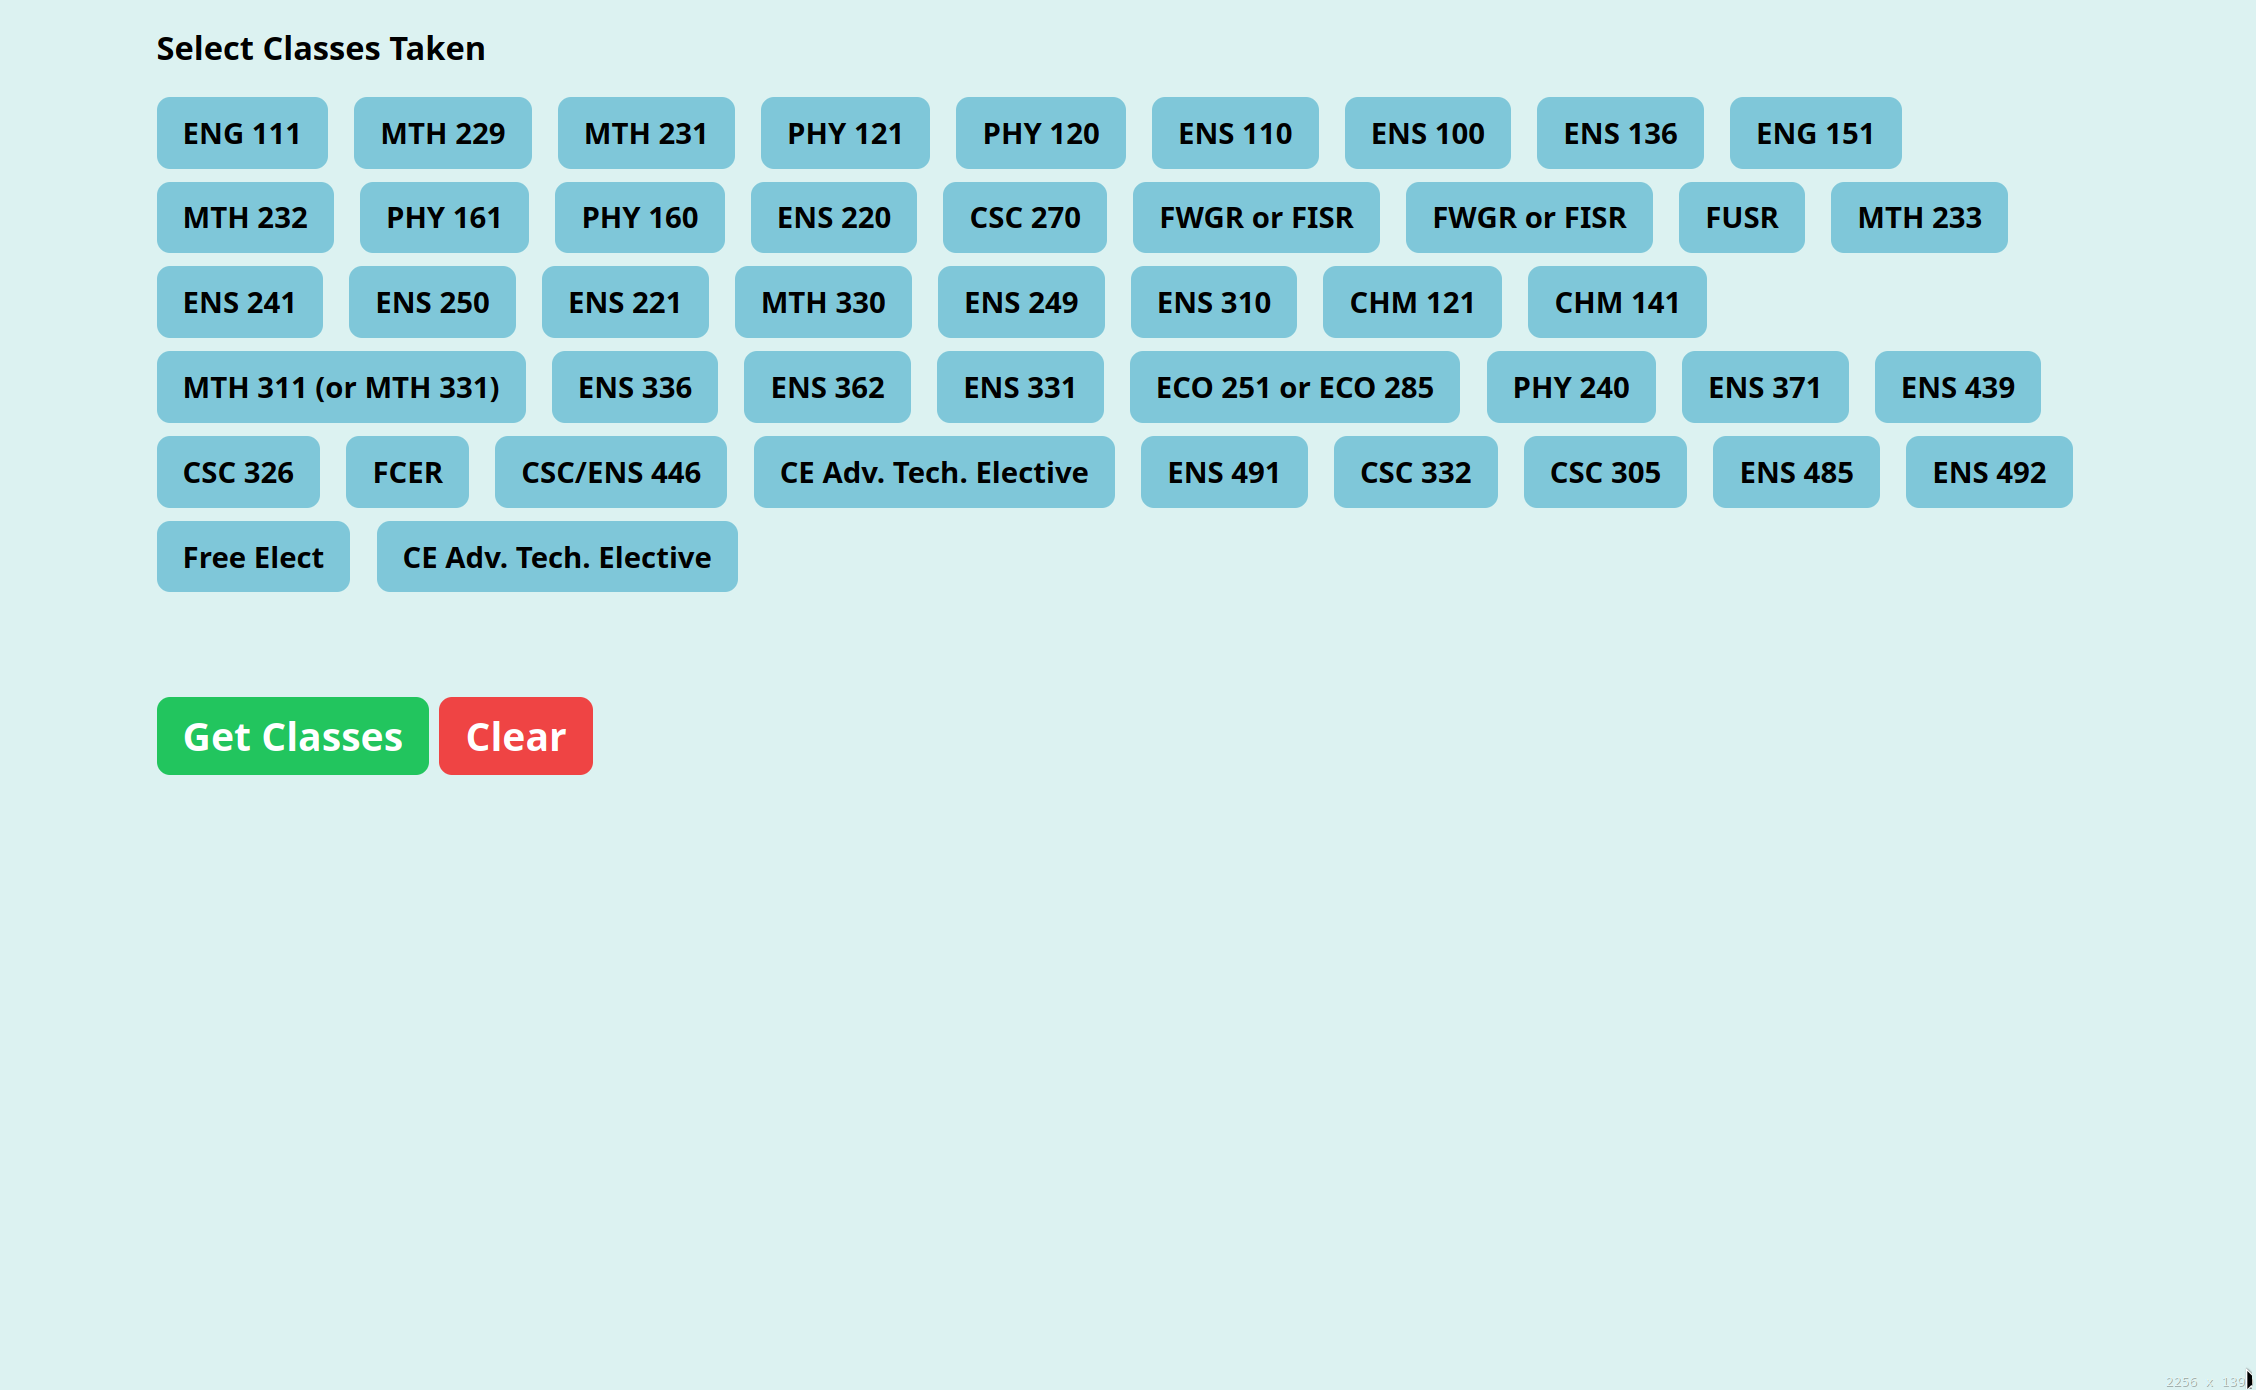 Select Classes Taken
ENG 111 MTH 229 MTH 231 PHY 121 PHY 120 ENS 110 ENS 100 ENS 136 ENG 151
MTH 232 PHY 161 PHY 160 ENS 220 CSC 270 FWGR or FISR FWGR or FISR FUSR MTH 233
ENS 241 ENS 250 ENS 221 MTH 330 ENS 249 ENS 310 CHM 121 CHM 141
MTH 311 (or MTH 331) ENS 336 ENS 362 ENS 331 ECO 251 or ECO 285 PHY 240 ENS 371 ENS 439
CSC 326 FCER CSC/ENS 446 CE Adv. Tech. Elective ENS 491 CSC 332 CSC 305 ENS 485 ENS 492
Free Elect CE Adv. Tech. Elective
Get Classes Clear
2256 x